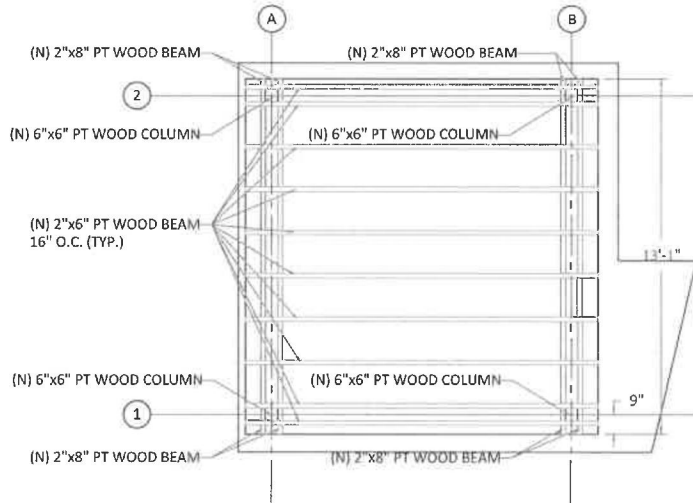 A
B
(N) 2"x8" PT WOOD BEAM
(N) 2"x8" PT WOOD BEAM
2
(N) 6"x6" PT WOOD COLUMN
(N) 6"x6" PT WOOD COLUMN
(N) 2"x6" PT WOOD BEAM
16" O.C. (TYP.)
13'-1"
(N) 6"x6" PT WOOD COLUMN
(N) 6"x6" PT WOOD COLUMN
9"
1
(N) 2"x8" PT WOOD BEAM
(N) 2"x8" PT WOOD BEAM